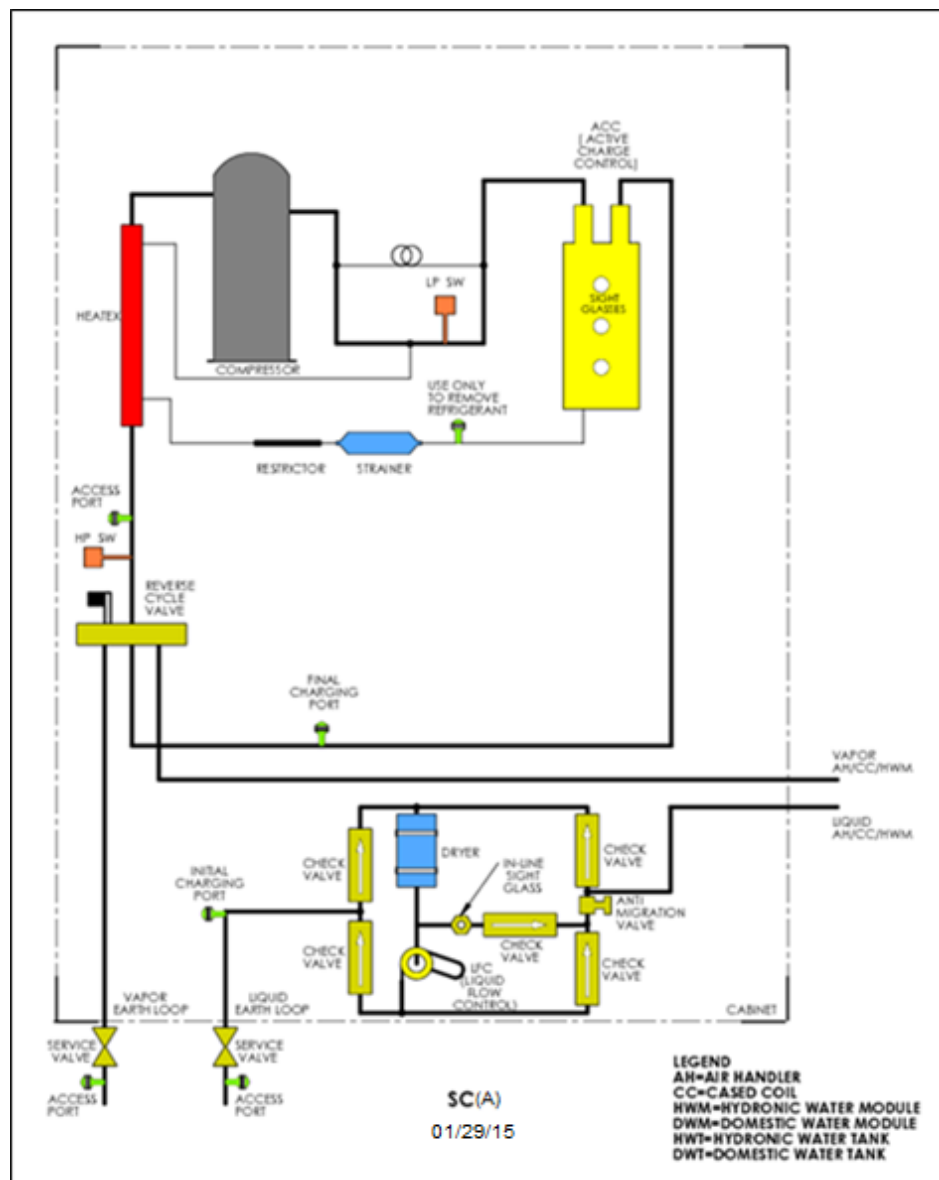 ACC
( ACTIVE
CHARGE
CONTROL)
LP SW
SIGHT
GLASSES
HEATEX
COMPRESSOR
USE ONLY
TO REMOVE
REFRIGERANT
RESTRICTOR
STRAINER
ACCESS
PORT
HP SW
REVERSE
CYCLE
VALVE
FINAL
CHARGING
PORT
VAPOR
AH/CC/HWM
LIQUID
AH/CC/HWM
CHECK
VALVE
DRYER
IN-LINE
SIGHT
GLASS
CHECK
VALVE
INITIAL
CHARGING
PORT
ANTI
MIGRATION
VALVE
CHECK
VALVE
CHECK
VALVE
LFC
(LIQUID
FLOW
CONTROL)
CHECK
VALVE
VAPOR
EARTH LOOP
LIQUID
EARTH LOOP
CABINET
SERVICE
VALVE
SERVICE
VALVE
ACCESS
PORT
ACCESS
PORT
SC(A)
01/29/15
LEGEND
AH=AIR HANDLER
CC=CASED COIL
HWM=HYDRONIC WATER MODULE
DWM=DOMESTIC WATER MODULE
HWT=HYDRONIC WATER TANK
DWT=DOMESTIC WATER TANK